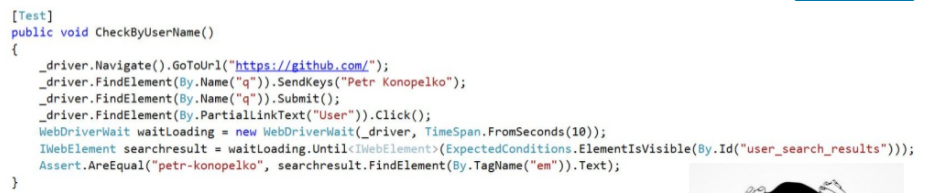 [Test]
public void CheckByUserName()
{
    _driver.Navigate().GoToUrl("https://github.com/");
    _driver.FindElement(By.Name("q")).SendKeys("Petr Konopelko");
    _driver.FindElement(By.Name("q")).Submit();
    _driver.FindElement(By.PartialLinkText("User")).Click();
    WebDriverWait waitLoading = new WebDriverWait(_driver, TimeSpan.FromSeconds(10));
    IWebElement searchresult = waitLoading.Until<IWebElement>(ExpectedConditions.ElementIsVisible(By.Id("user_search_results")));
    Assert.AreEqual("petr-konopelko", searchresult.FindElement(By.TagName("em")).Text);
}